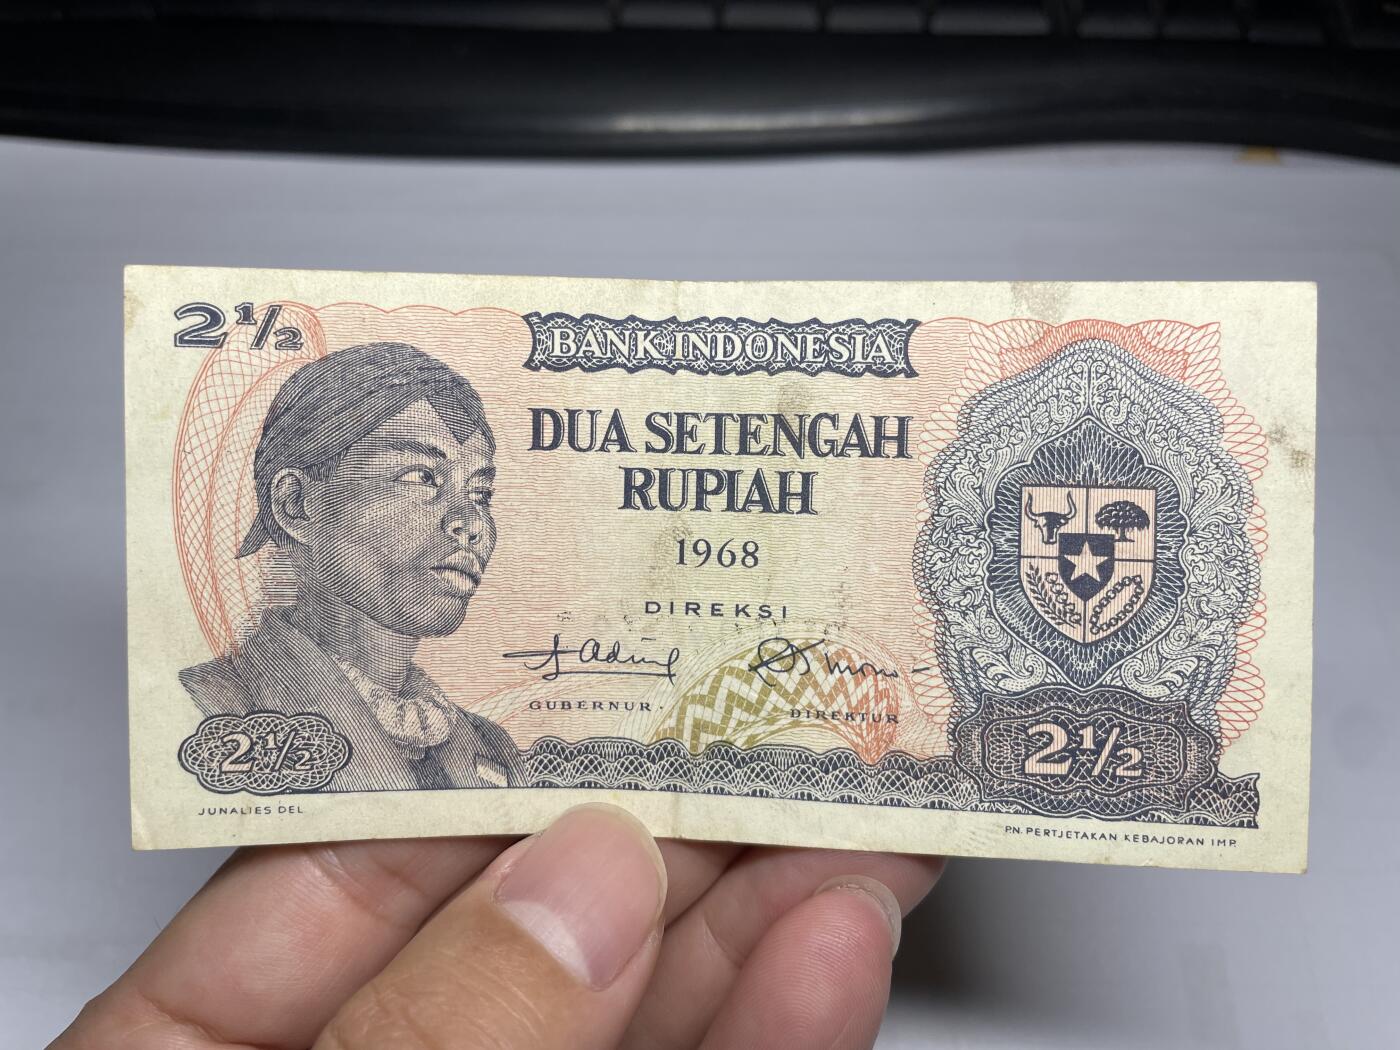 2½
BANK INDONESIA
DUA SETENGAH
RUPIAH
1968
DIREKSI
GUBERNUR
DIREKTUR
2½
2½
JUNALIES DEL
P.N. PERTJETAKAN KEBAJORAN IMP.